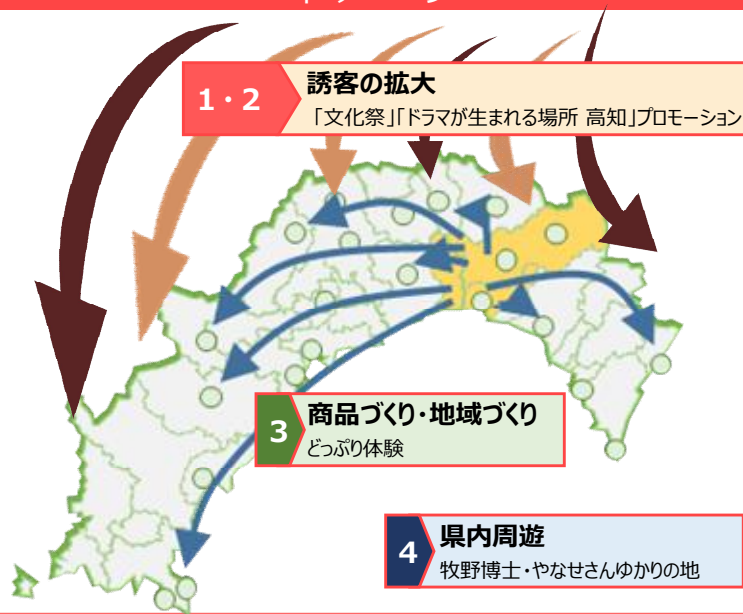 1・2
誘客の拡大
「文化祭」「ドラマが生まれる場所 高知」プロモーション
3
商品づくり・地域づくり
どっぷり体験
4
県内周遊
牧野博士・やなせさんゆかりの地